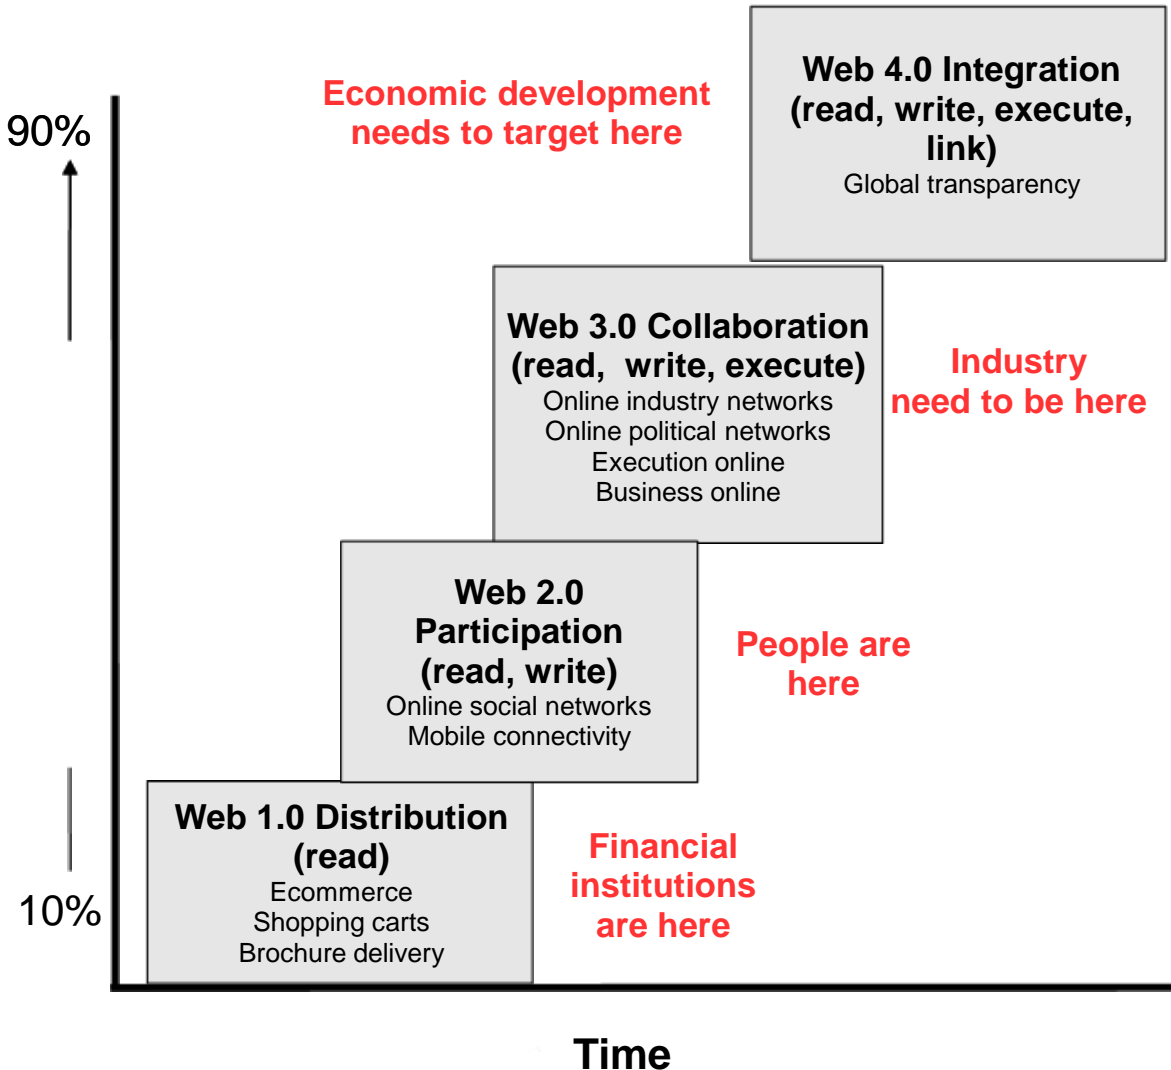 Web 4.0 Integration
(read, write, execute,
link)
Global transparency
Economic development
needs to target here
90%
Web 3.0 Collaboration
(read, write, execute)
Online industry networks
Online political networks
Execution online
Business online
Industry
need to be here
Web 2.0
Participation
(read, write)
Online social networks
Mobile connectivity
People are
here
Web 1.0 Distribution
(read)
Ecommerce
Shopping carts
Brochure delivery
Financial
institutions
are here
10%
Time